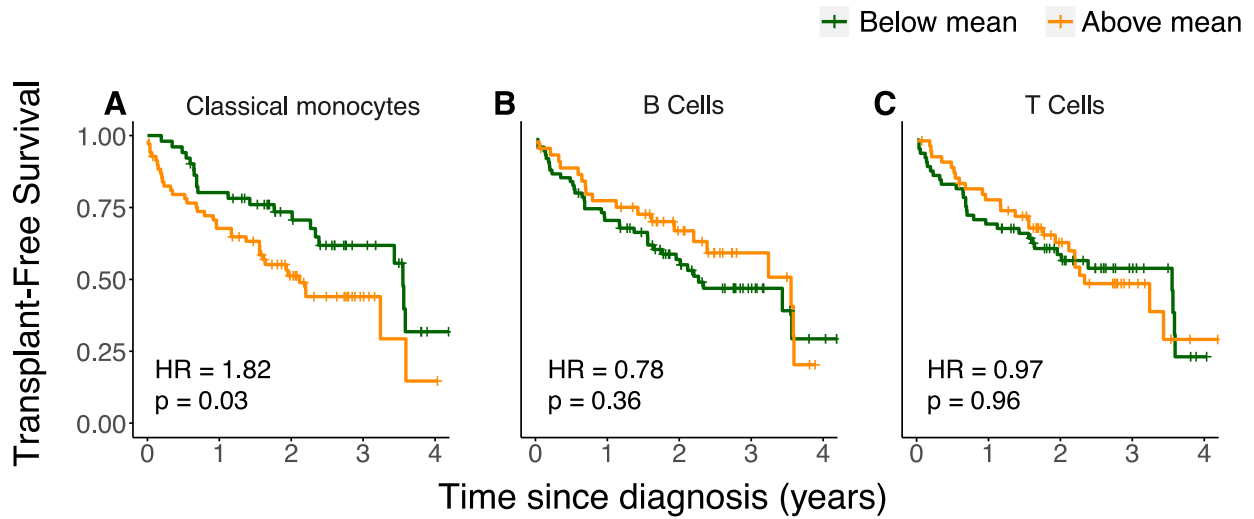 Below mean Above mean
Transplant-Free Survival
A Classical monocytes
B B Cells
C T Cells
1.00
0.75
0.50
0.25
0.00
HR = 1.82
p = 0.03
HR = 0.78
p = 0.36
HR = 0.97
p = 0.96
0 1 2 3 4
0 1 2 3 4
0 1 2 3 4
Time since diagnosis (years)